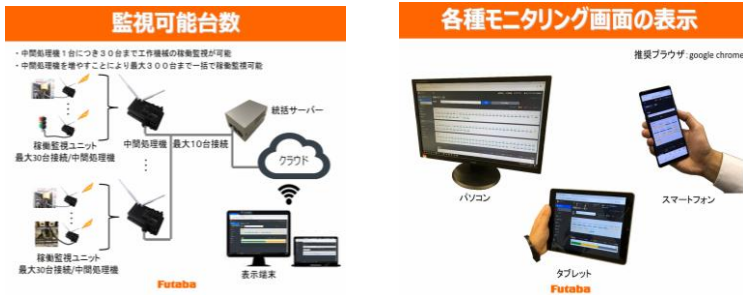 監視可能台数
・中間処理機1台につき30台まで工作機械の稼働監視が可能
・中間処理機を増やすことにより最大300台まで一括で稼働監視可能
稼働監視ユニット
最大30台接続/中間処理機
中間処理機
最大10台接続
統括サーバー
クラウド
稼働監視ユニット
最大30台接続/中間処理機
表示端末
Futaba
各種モニタリング画面の表示
推奨ブラウザ:google chrome
パソコン
スマートフォン
タブレット
Futaba